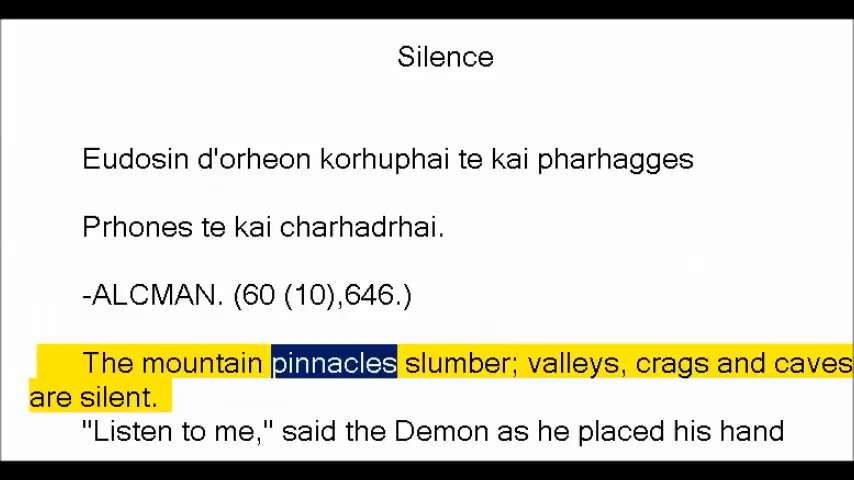 Silence
Eudosin d'orheon korhuphai te kai pharhagges
Prhones te kai charhadrhai.
-ALCMAN. (60 (10),646.)
The mountain pinnacles slumber; valleys, crags and caves
are silent.
"Listen to me," said the Demon as he placed his hand